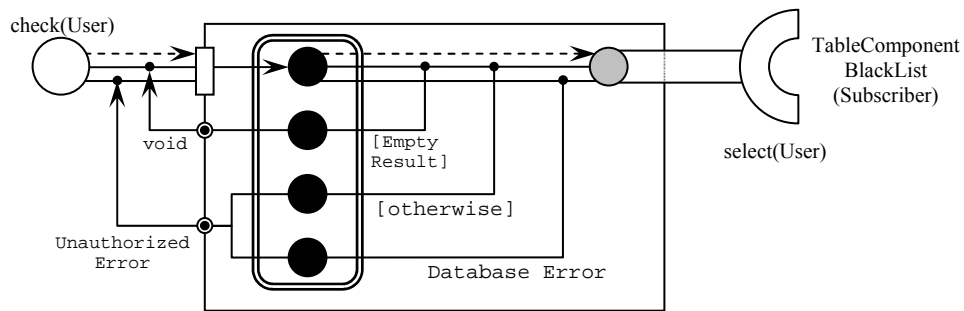 check(User)
TableComponent
BlackList
(Subscriber)
void
[Empty
Result]
select(User)
[otherwise]
Unauthorized
Error
Database Error